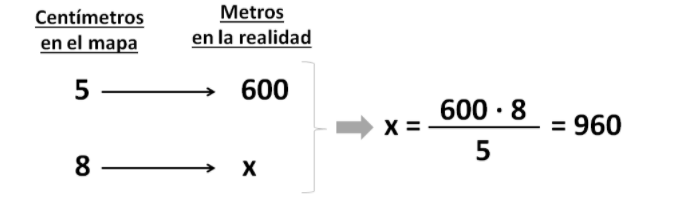 Centímetros
en el mapa
Metros
en la realidad
5 → 600
8 → x
x = 600 · 8 / 5 = 960